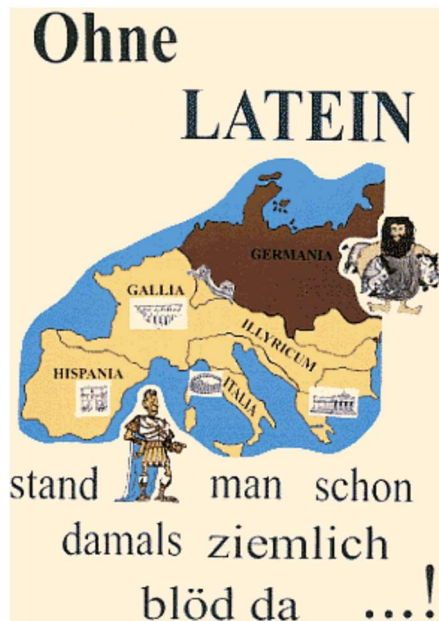 Ohne
LATEIN
GERMANIA
GALLIA
ILLYRICUM
HISPANIA
ITALIA
stand man schon
damals ziemlich
blöd da ...!